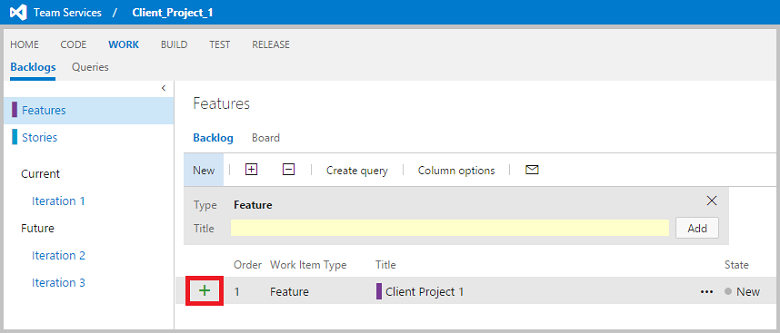 Team Services / Client_Project_1
HOME CODE WORK BUILD TEST RELEASE
Backlogs Queries
Features
Stories
Current
Iteration 1
Future
Iteration 2
Iteration 3
Features
Backlog Board
New Create query Column options
Type Feature
Title Add
Order Work Item Type Title State
1 Feature Client Project 1 ... New